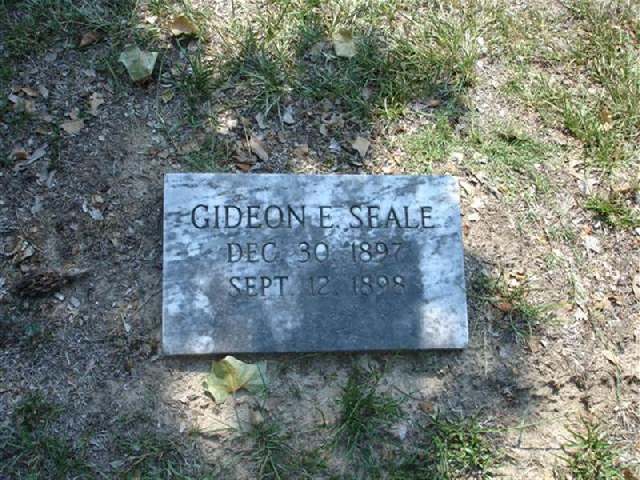 GIDEON E. SEALE
DEC. 30. 1897
SEPT. 12. 1898